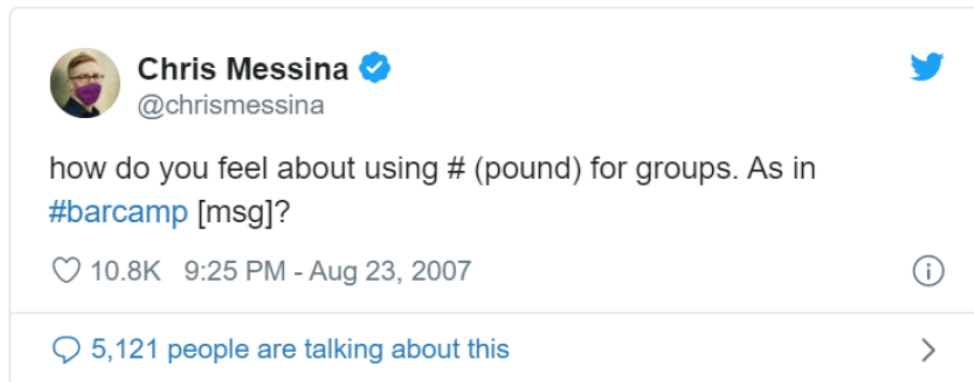 Chris Messina
@chrismessina
how do you feel about using # (pound) for groups. As in
#barcamp [msg]?
10.8K 9:25 PM - Aug 23, 2007
5,121 people are talking about this